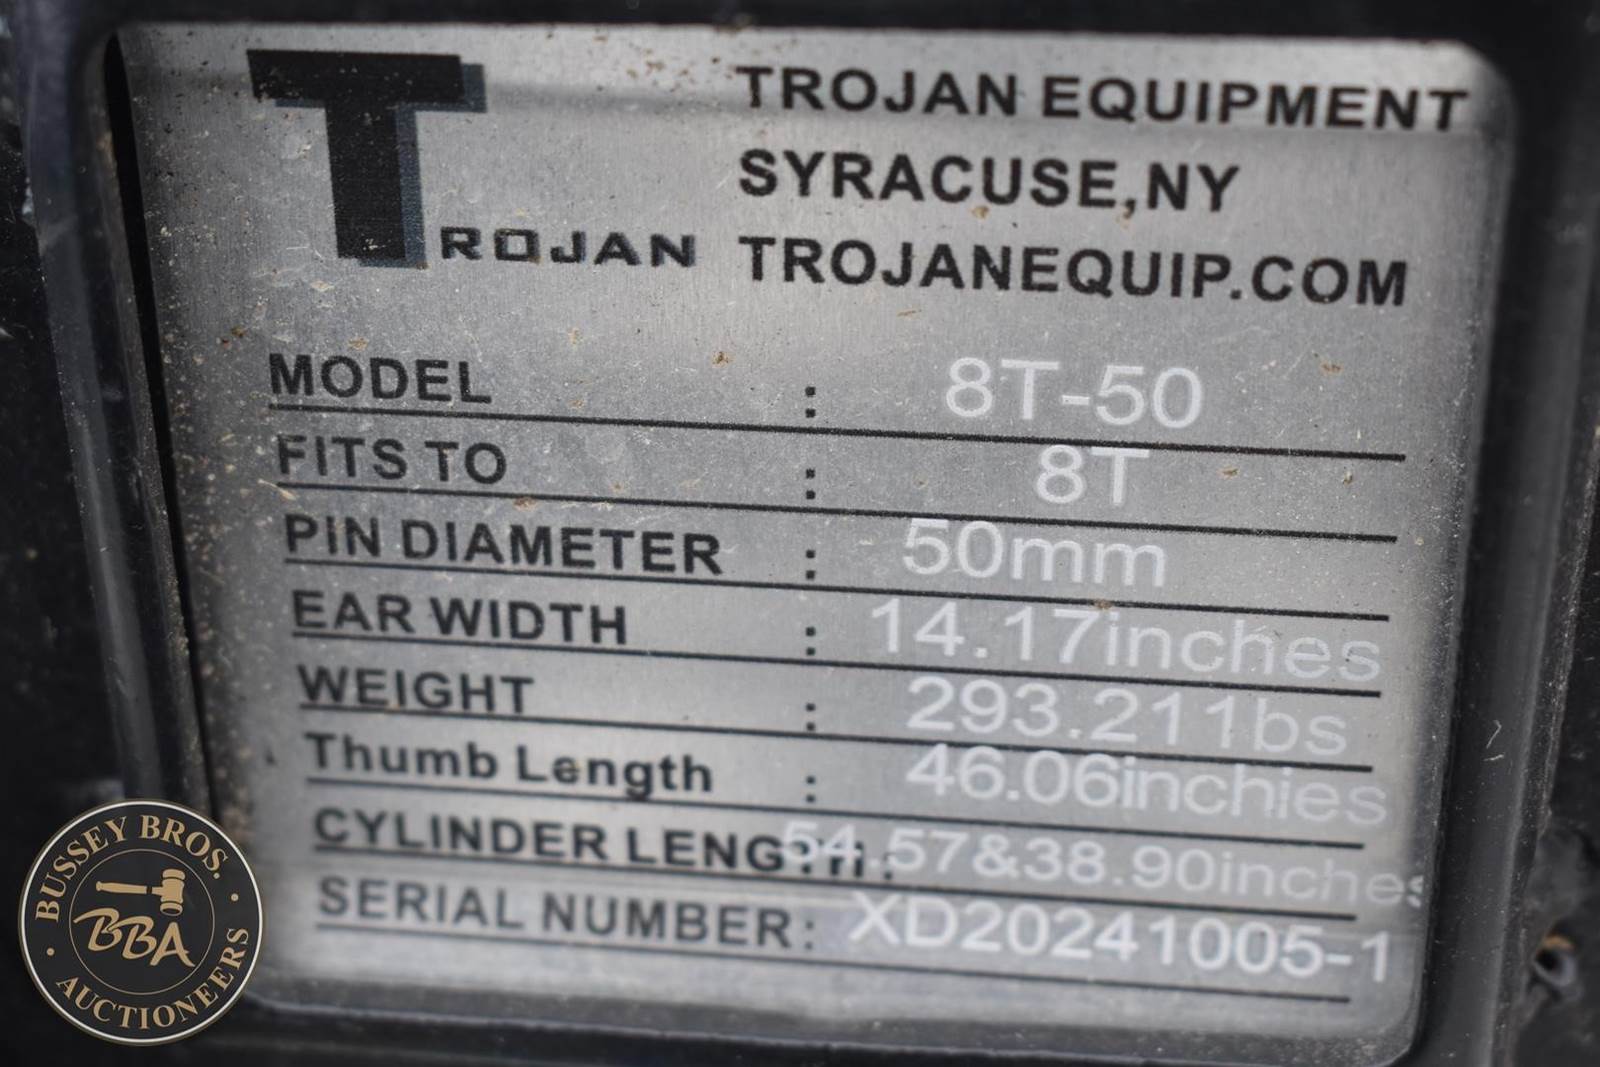 TROJAN
TROJAN EQUIPMENT
SYRACUSE,NY
TROJANEQUIP.COM
MODEL : 8T-50
FITS TO : 8T
PIN DIAMETER : 50mm
EAR WIDTH : 14.17inches
WEIGHT : 293.21lbs
Thumb Length : 46.06inchies
CYLINDER LENGTH : 54.57&38.90inches
SERIAL NUMBER: XD20241005-1
BUSSEY BROS.
BBA
AUCTIONEERS